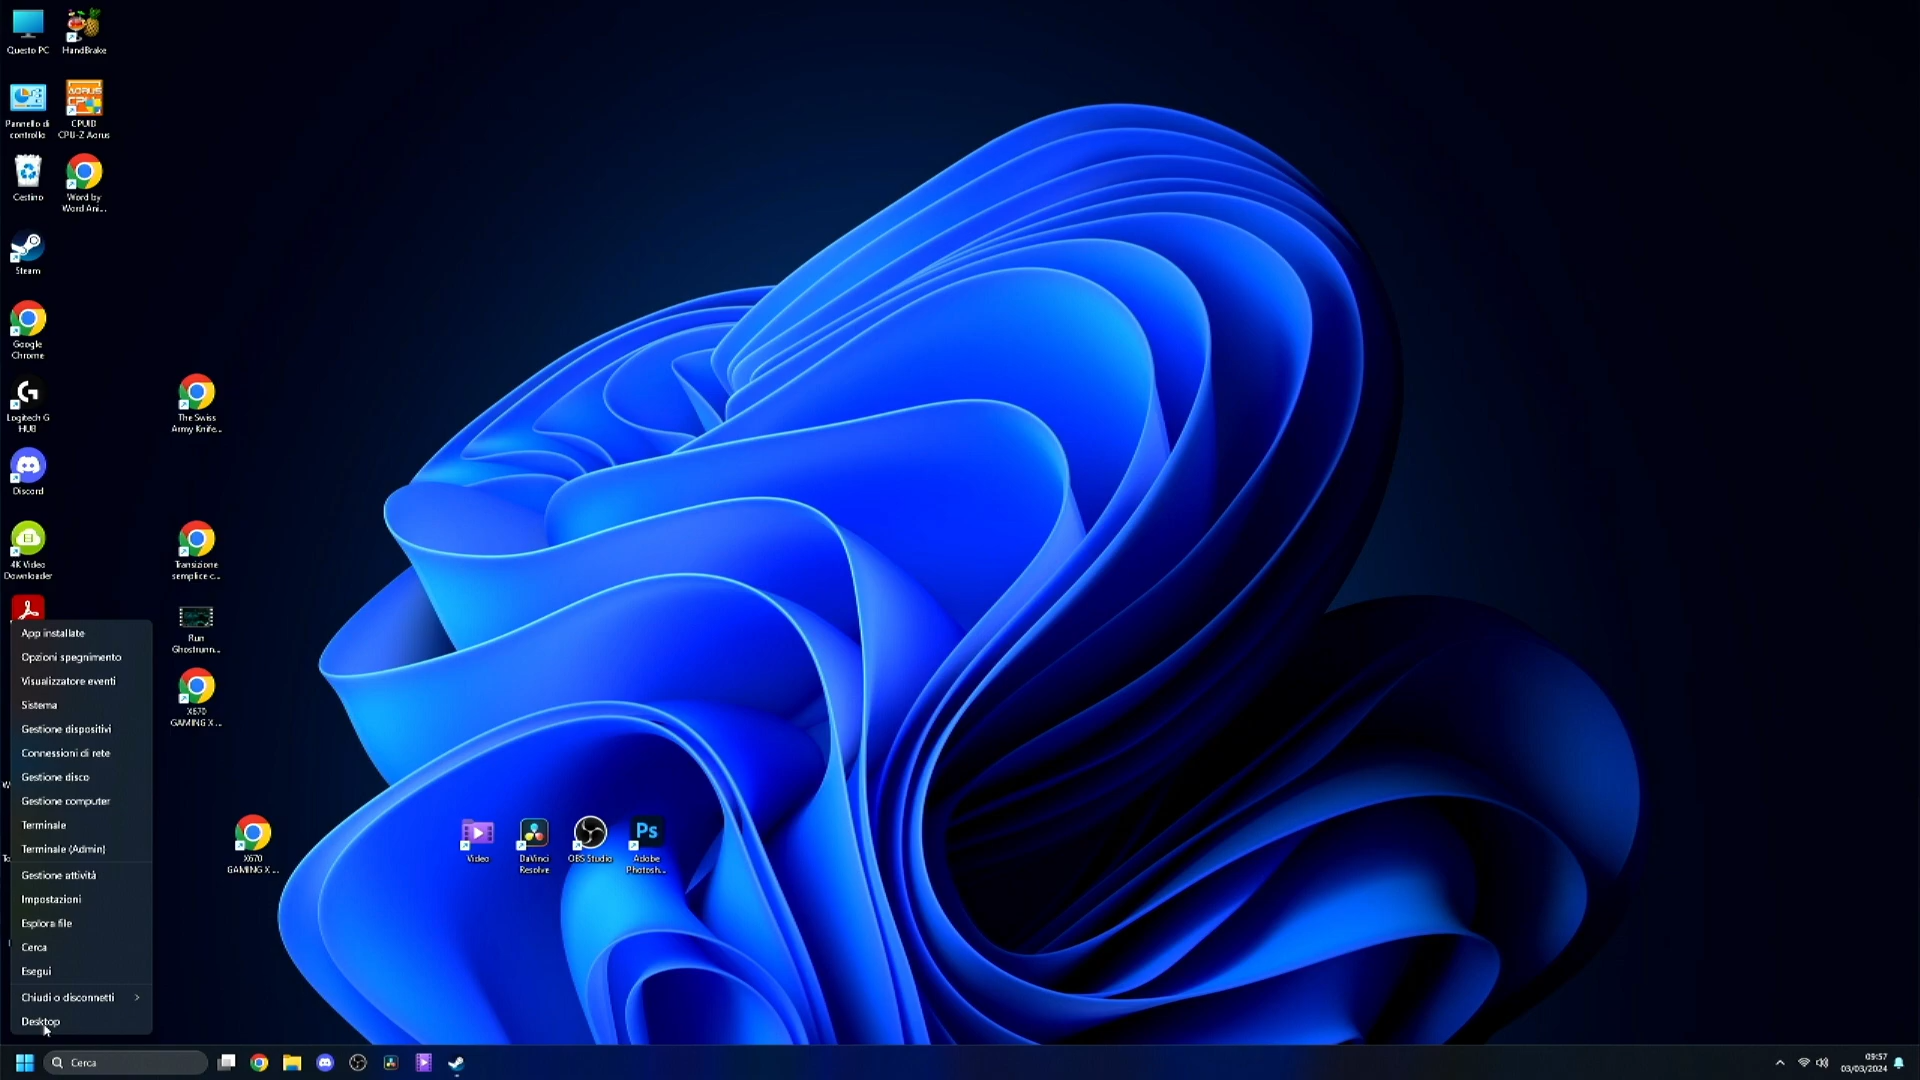 Questo PC
HandBrake
Pannello di
controllo
AORUS
CPU
CPUID
CPU-Z Aorus
Cestino
Word by
Word Ani...
Steam
Google
Chrome
Logitech G
HUB
The Swiss
Army Knife...
Discord
4K Video
Downloader
Transizione
semplice c...
Run
Ghostrunn...
X670
GAMING X ...
X670
GAMING X ...
Video
DaVinci
Resolve
OBS Studio
Ps
Adobe
Photosh...
App installate
Opzioni spegnimento
Visualizzatore eventi
Sistema
Gestione dispositivi
Connessioni di rete
Gestione disco
Gestione computer
Terminale
Terminale (Admin)
Gestione attività
Impostazioni
Esplora file
Cerca
Esegui
Chiudi o disconnetti
Desktop
Cerca
09:57
03/03/2024